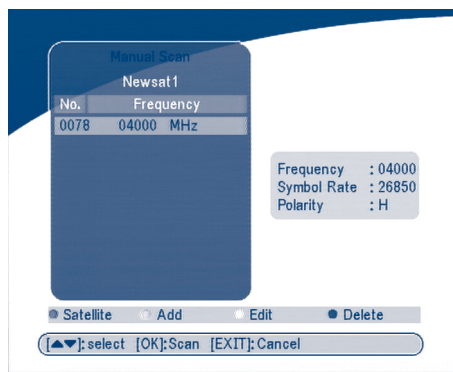 Manual Scan
Newsat1
No. Frequency
0078 04000 MHz
Frequency : 04000
Symbol Rate : 26850
Polarity : H
Satellite Add Edit Delete
[▲▼]: select [OK]: Scan [EXIT]: Cancel